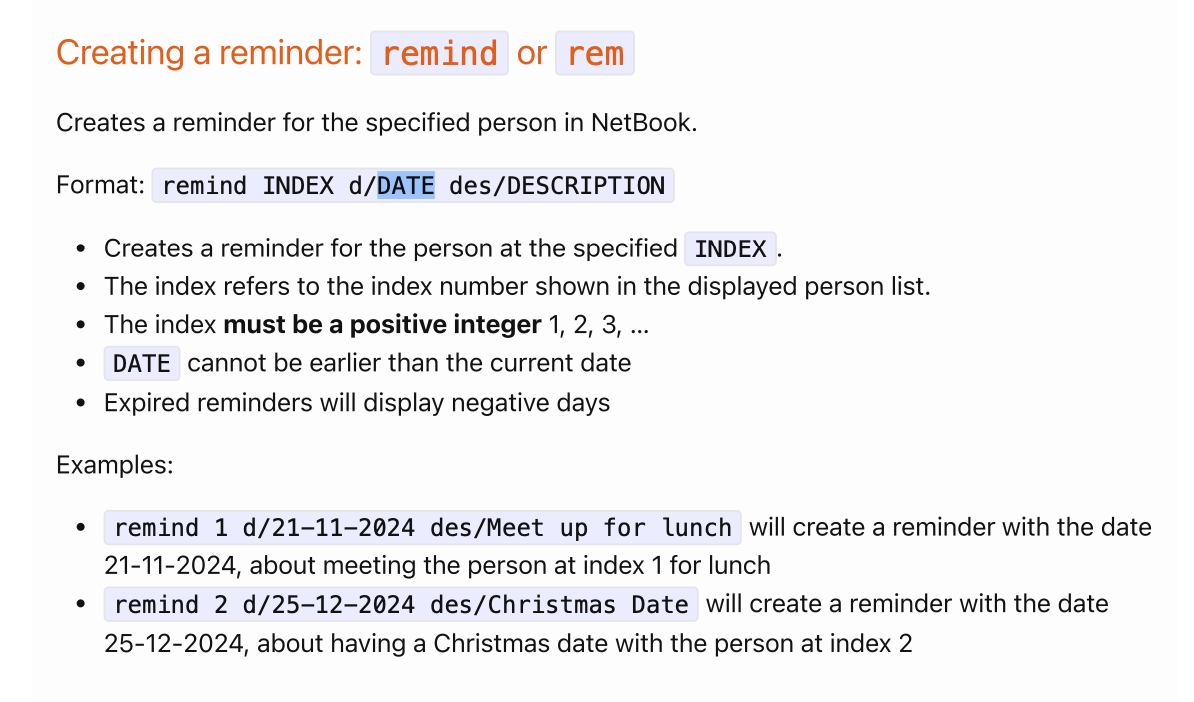 Creating a reminder: remind or rem
Creates a reminder for the specified person in NetBook.
Format: remind INDEX d/DATE des/DESCRIPTION
• Creates a reminder for the person at the specified INDEX.
• The index refers to the index number shown in the displayed person list.
• The index must be a positive integer 1, 2, 3, …
• DATE cannot be earlier than the current date
• Expired reminders will display negative days
Examples:
• remind 1 d/21-11-2024 des/Meet up for lunch will create a reminder with the date
21-11-2024, about meeting the person at index 1 for lunch
• remind 2 d/25-12-2024 des/Christmas Date will create a reminder with the date
25-12-2024, about having a Christmas date with the person at index 2